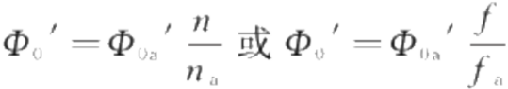 Φ₀′ = Φ₀ₐ′ n/nₐ 或 Φ₀′ = Φ₀ₐ′ f/fₐ